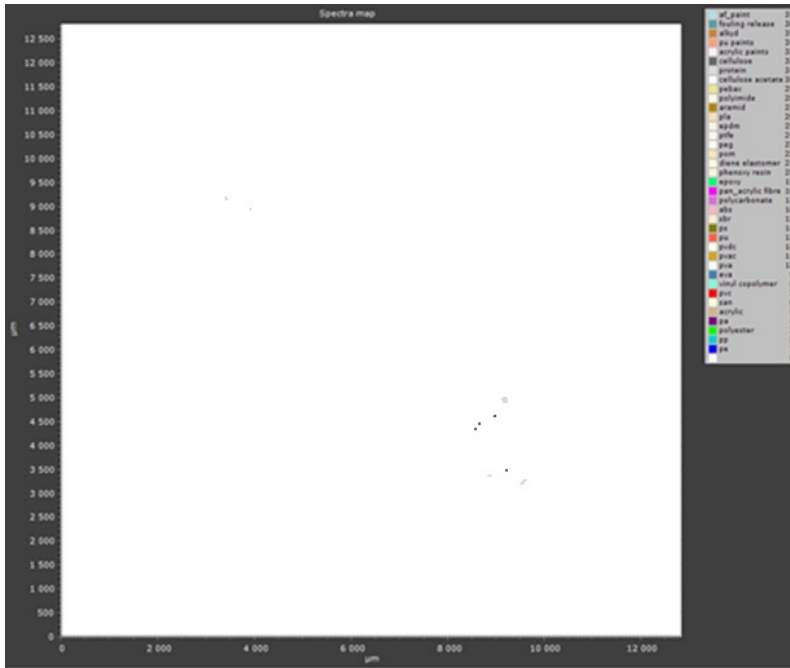 Spectra map
12 500
12 000
11 500
11 000
10 500
10 000
9 500
9 000
8 500
8 000
7 500
7 000
6 500
6 000
5 500
5 000
4 500
4 000
3 500
3 000
2 500
2 000
1 500
1 000
500
0
µm
0 2 000 4 000 6 000 8 000 10 000 12 000
µm
af_paint
fouling release
alkyd
pu paints
acrylic paints
cellulose
protein
cellulose acetate
pebax
polyimide
aramid
pla
epdm
ptfe
peg
pom
diene elastomer
phenoxy resin
epoxy
pan_acrylic fibre
polycarbonate
abs
sbr
ps
pu
pvdc
pvac
pva
eva
vinyl copolymer
pvc
san
acrylic
pa
polyester
pp
pe